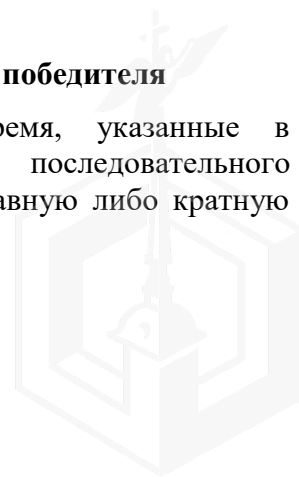 победителя
ремя, указанные в
последовательного
авную либо кратную